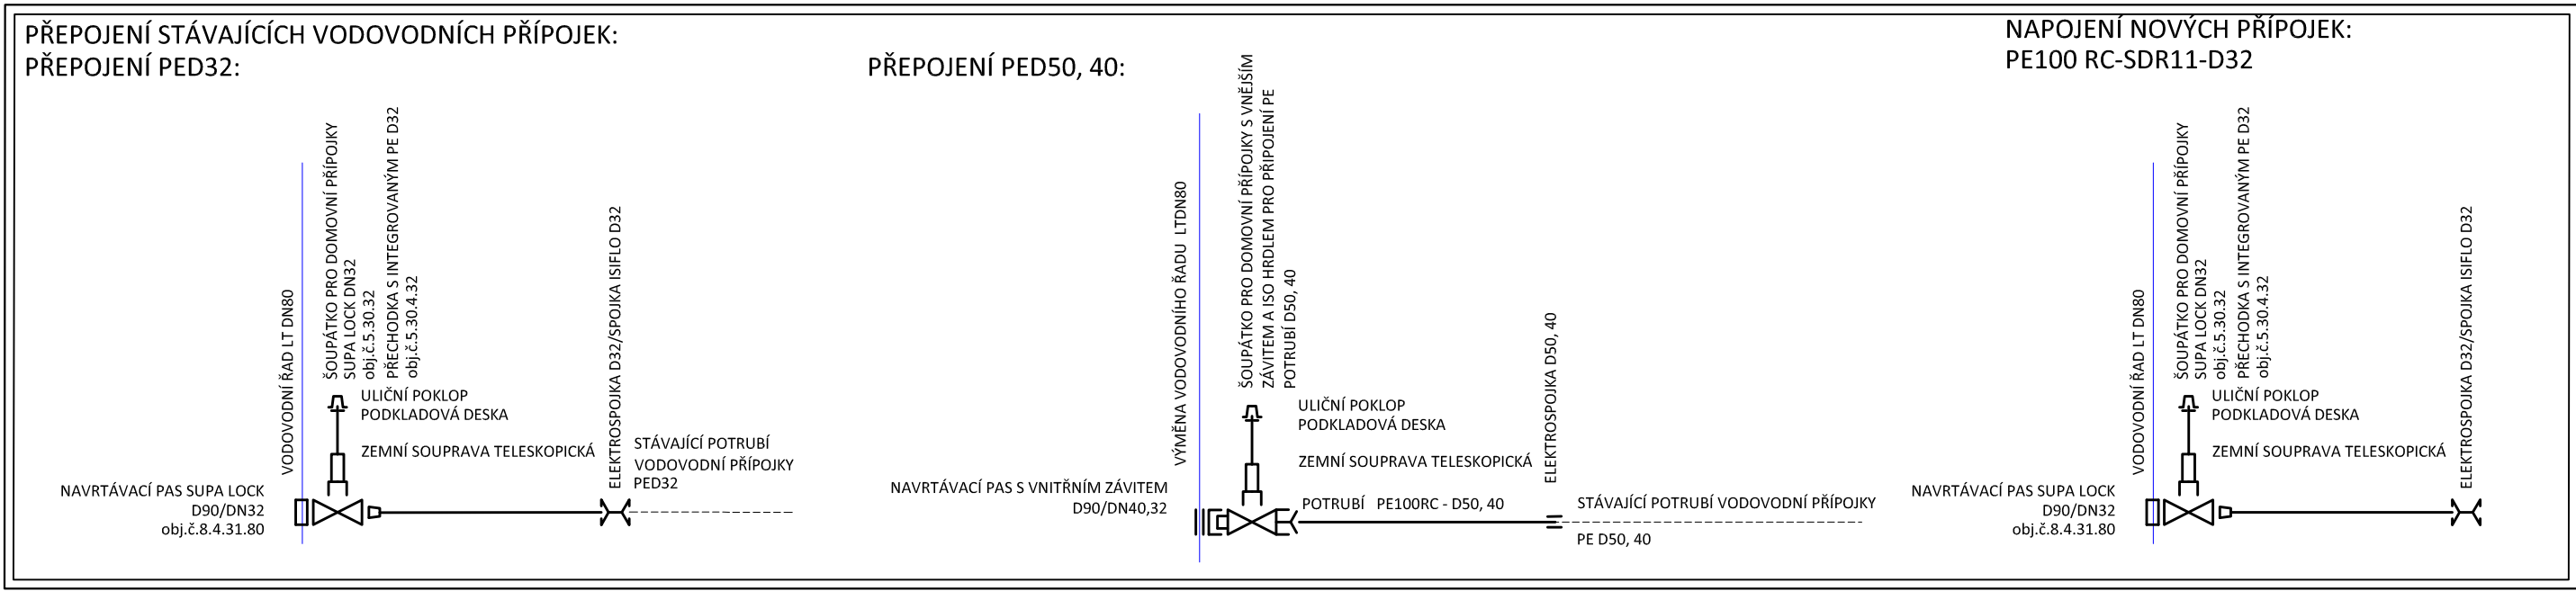 PŘEPOJENÍ STÁVAJÍCÍCH VODOVODNÍCH PŘÍPOJEK:
PŘEPOJENÍ PED32:
VODOVODNÍ ŘAD LT DN80
ŠOUPÁTKO PRO DOMOVNÍ PŘÍPOJKY
SUPA LOCK DN32
obj.č.5.30.32
PŘECHODKA S INTEGROVANÝM PE D32
obj.č.5.30.4.32
ULIČNÍ POKLOP
PODKLADOVÁ DESKA
ZEMNÍ SOUPRAVA TELESKOPICKÁ
ELEKTROSPOJKA D32/SPOJKA ISIFLO D32
STÁVAJÍCÍ POTRUBÍ
VODOVODNÍ PŘÍPOJKY
PED32
NAVRTÁVACÍ PAS SUPA LOCK
D90/DN32
obj.č.8.4.31.80
PŘEPOJENÍ PED50, 40:
VÝMĚNA VODOVODNÍHO ŘADU LTDN80
ŠOUPÁTKO PRO DOMOVNÍ PŘÍPOJKY S VNĚJŠÍM
ZÁVITEM A ISO HRDLEM PRO PŘIPOJENÍ PE
POTRUBÍ D50, 40
ULIČNÍ POKLOP
PODKLADOVÁ DESKA
ZEMNÍ SOUPRAVA TELESKOPICKÁ
ELEKTROSPOJKA D50, 40
NAVRTÁVACÍ PAS S VNITŘNÍM ZÁVITEM
D90/DN40,32
POTRUBÍ PE100RC - D50, 40
STÁVAJÍCÍ POTRUBÍ VODOVODNÍ PŘÍPOJKY
PE D50, 40
NAPOJENÍ NOVÝCH PŘÍPOJEK:
PE100 RC-SDR11-D32
VODOVODNÍ ŘAD LT DN80
ŠOUPÁTKO PRO DOMOVNÍ PŘÍPOJKY
SUPA LOCK DN32
obj.č.5.30.32
PŘECHODKA S INTEGROVANÝM PE D32
obj.č.5.30.4.32
ULIČNÍ POKLOP
PODKLADOVÁ DESKA
ZEMNÍ SOUPRAVA TELESKOPICKÁ
ELEKTROSPOJKA D32/SPOJKA ISIFLO D32
NAVRTÁVACÍ PAS SUPA LOCK
D90/DN32
obj.č.8.4.31.80